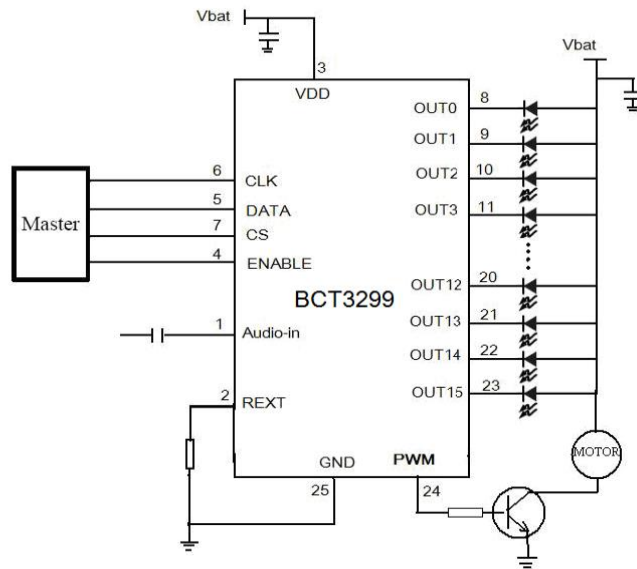 Vbat
3
VDD
Vbat
OUT0 8
OUT1 9
OUT2 10
OUT3 11
OUT12 20
OUT13 21
OUT14 22
OUT15 23
Master
6 CLK
5 DATA
7 CS
4 ENABLE
BCT3299
1 Audio-in
2 REXT
GND
25
PWM
24
MOTOR